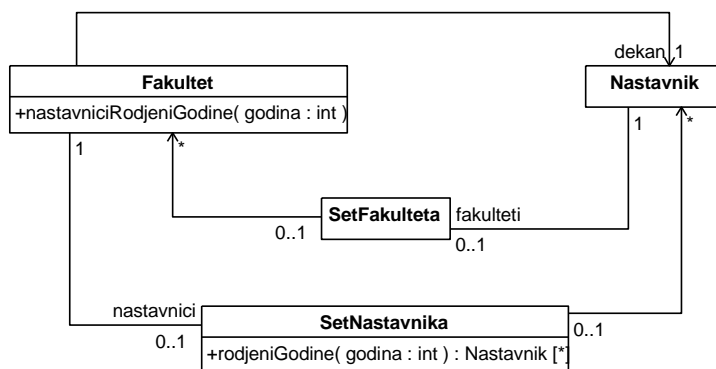 dekan 1
Fakultet
Nastavnik
+nastavniciRodjeniGodine( godina : int )
1
*
1
*
SetFakulteta
fakulteti
0..1
0..1
nastavnici
SetNastavnika
0..1
0..1
+rodjeniGodine( godina : int ) : Nastavnik [*]